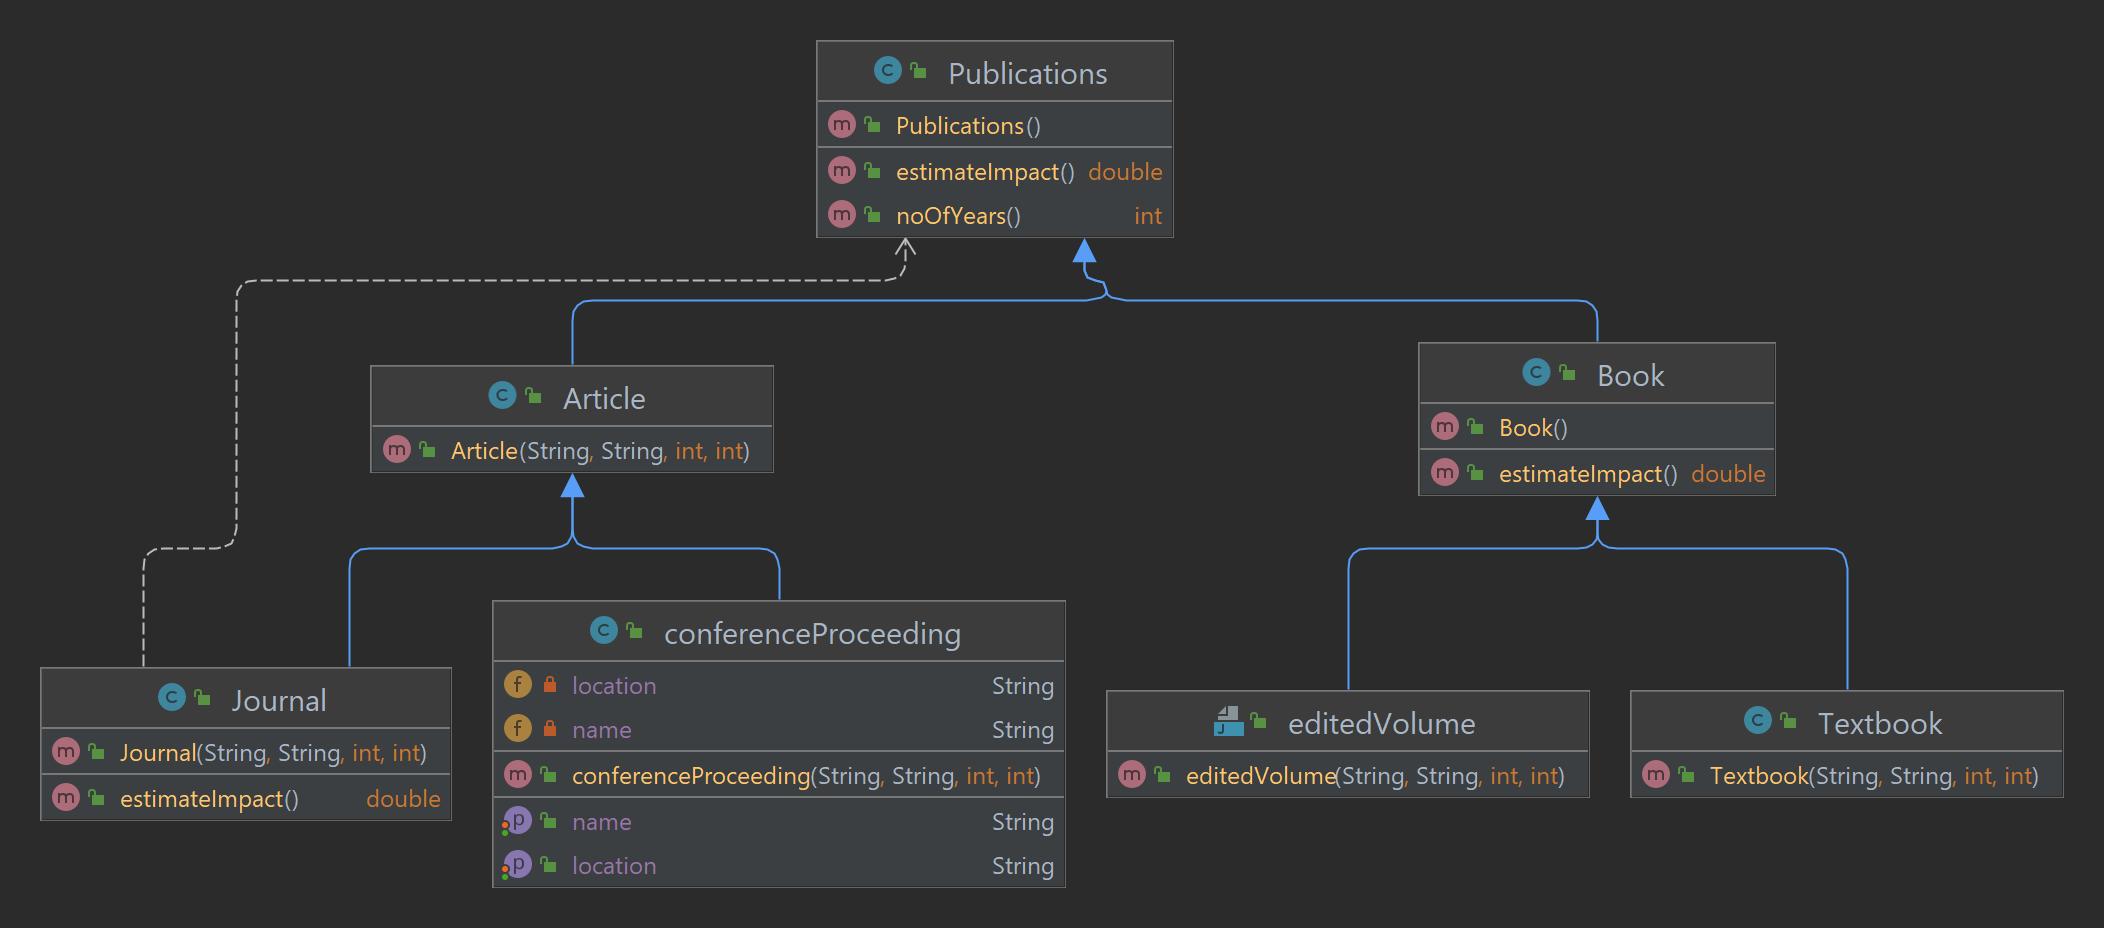 C Publications
m Publications()
m estimateImpact() double
m noOfYears() int
C Article
m Article(String, String, int, int)
C Book
m Book()
m estimateImpact() double
C conferenceProceeding
f location String
f name String
m conferenceProceeding(String, String, int, int)
p name String
p location String
C Journal
m Journal(String, String, int, int)
m estimateImpact() double
J editedVolume
m editedVolume(String, String, int, int)
C Textbook
m Textbook(String, String, int, int)